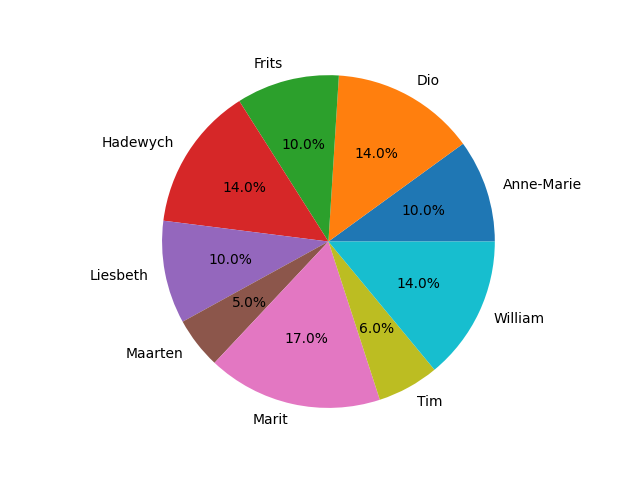 Frits
Dio
Hadewych
10.0%
14.0%
Anne-Marie
14.0%
10.0%
Liesbeth
10.0%
14.0%
5.0%
William
Maarten
17.0%
6.0%
Marit
Tim